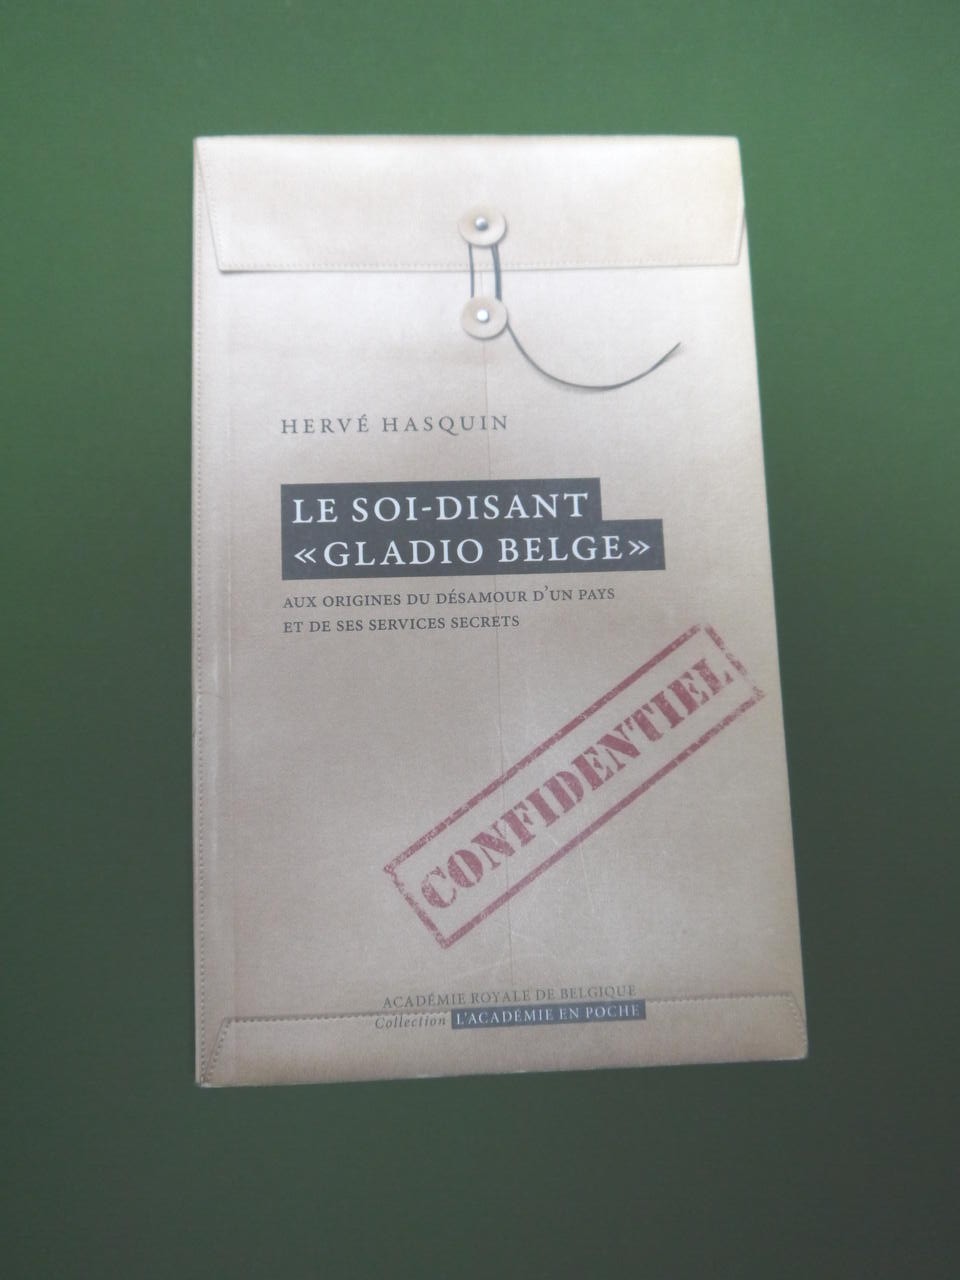 HERVÉ HASQUIN
LE SOI-DISANT
«GLADIO BELGE»
AUX ORIGINES DU DÉSAMOUR D'UN PAYS
ET DE SES SERVICES SECRETS
CONFIDENTIEL
ACADÉMIE ROYALE DE BELGIQUE
Collection L'ACADÉMIE EN POCHE